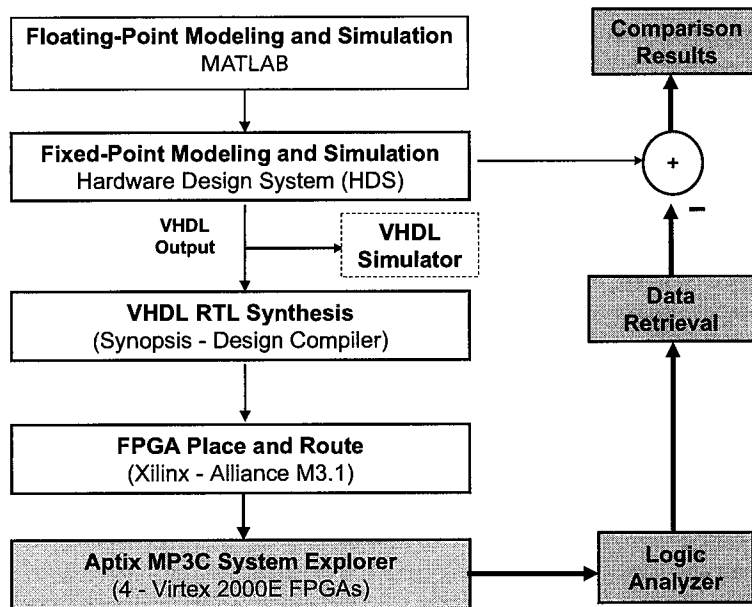 Floating-Point Modeling and Simulation
MATLAB
Comparison
Results
Fixed-Point Modeling and Simulation
Hardware Design System (HDS)
+
–
VHDL
Output
VHDL
Simulator
VHDL RTL Synthesis
(Synopsis - Design Compiler)
Data
Retrieval
FPGA Place and Route
(Xilinx - Alliance M3.1)
Aptix MP3C System Explorer
(4 - Virtex 2000E FPGAs)
Logic
Analyzer